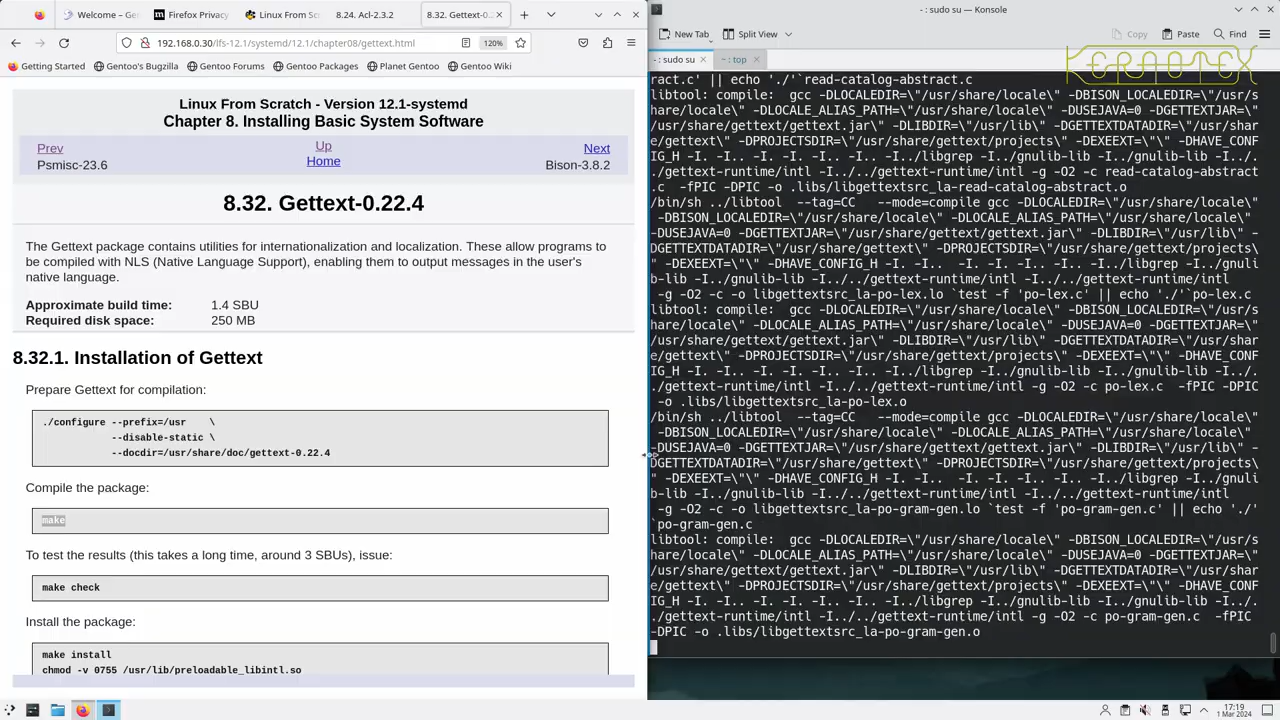 Welcome – Ge
Firefox Privacy
Linux From Sc
8.24. Acl-2.3.2
8.32. Gettext-0.2
192.168.0.30/lfs-12.1/systemd/12.1/chapter08/gettext.html
120%
Getting Started
Gentoo's Bugzilla
Gentoo Forums
Gentoo Packages
Planet Gentoo
Gentoo Wiki
Linux From Scratch - Version 12.1-systemd
Chapter 8. Installing Basic System Software
Prev
Up
Next
Psmisc-23.6
Home
Bison-3.8.2
8.32. Gettext-0.22.4
The Gettext package contains utilities for internationalization and localization. These allow programs to
be compiled with NLS (Native Language Support), enabling them to output messages in the user's
native language.
Approximate build time: 1.4 SBU
Required disk space: 250 MB
8.32.1. Installation of Gettext
Prepare Gettext for compilation:
./configure --prefix=/usr    \
--disable-static \
--docdir=/usr/share/doc/gettext-0.22.4
Compile the package:
make
To test the results (this takes a long time, around 3 SBUs), issue:
make check
Install the package:
make install
chmod -v 0755 /usr/lib/preloadable_libintl.so
- : sudo su — Konsole
New Tab
Split View
Copy
Paste
Find
- : sudo su
- : top
KERNOTEX
ract.c' || echo './'`read-catalog-abstract.c
libtool: compile:  gcc -DLOCALEDIR=\"/usr/share/locale\" -DBISON_LOCALEDIR=\"/usr/s
hare/locale\" -DLOCALE_ALIAS_PATH=\"/usr/share/locale\" -DUSEJAVA=0 -DGETTEXTJAR=\"
/usr/share/gettext/gettext.jar\" -DLIBDIR=\"/usr/lib\" -DGETTEXTDATADIR=\"/usr/shar
e/gettext\" -DPROJECTSDIR=\"/usr/share/gettext/projects\" -DEXEEXT=\"\" -DHAVE_CONF
IG_H -I. -I.. -I. -I. -I.. -I.. -I../libgrep -I../gnulib-lib -I../gnulib-lib -I../.
./gettext-runtime/intl -I../../gettext-runtime/intl -g -O2 -c read-catalog-abstract
.c  -fPIC -DPIC -o .libs/libgettextsrc_la-read-catalog-abstract.o
/bin/sh ../libtool  --tag=CC   --mode=compile gcc -DLOCALEDIR=\"/usr/share/locale\"
-DBISON_LOCALEDIR=\"/usr/share/locale\" -DLOCALE_ALIAS_PATH=\"/usr/share/locale\"
-DUSEJAVA=0 -DGETTEXTJAR=\"/usr/share/gettext/gettext.jar\" -DLIBDIR=\"/usr/lib\" -
DGETTEXTDATADIR=\"/usr/share/gettext\" -DPROJECTSDIR=\"/usr/share/gettext/projects\
" -DEXEEXT=\"\" -DHAVE_CONFIG_H -I. -I..  -I. -I. -I.. -I.. -I../libgrep -I../gnuli
b-lib -I../gnulib-lib -I../../gettext-runtime/intl -I../../gettext-runtime/intl
-g -O2 -c -o libgettextsrc_la-po-lex.lo `test -f 'po-lex.c' || echo './'`po-lex.c
libtool: compile:  gcc -DLOCALEDIR=\"/usr/share/locale\" -DBISON_LOCALEDIR=\"/usr/s
hare/locale\" -DLOCALE_ALIAS_PATH=\"/usr/share/locale\" -DUSEJAVA=0 -DGETTEXTJAR=\"
/usr/share/gettext/gettext.jar\" -DLIBDIR=\"/usr/lib\" -DGETTEXTDATADIR=\"/usr/shar
e/gettext\" -DPROJECTSDIR=\"/usr/share/gettext/projects\" -DEXEEXT=\"\" -DHAVE_CONF
IG_H -I. -I.. -I. -I. -I.. -I.. -I../libgrep -I../gnulib-lib -I../gnulib-lib -I../.
./gettext-runtime/intl -I../../gettext-runtime/intl -g -O2 -c po-lex.c  -fPIC -DPIC
-o .libs/libgettextsrc_la-po-lex.o
/bin/sh ../libtool  --tag=CC   --mode=compile gcc -DLOCALEDIR=\"/usr/share/locale\"
-DBISON_LOCALEDIR=\"/usr/share/locale\" -DLOCALE_ALIAS_PATH=\"/usr/share/locale\"
-DUSEJAVA=0 -DGETTEXTJAR=\"/usr/share/gettext/gettext.jar\" -DLIBDIR=\"/usr/lib\" -
DGETTEXTDATADIR=\"/usr/share/gettext\" -DPROJECTSDIR=\"/usr/share/gettext/projects\
" -DEXEEXT=\"\" -DHAVE_CONFIG_H -I. -I..  -I. -I. -I.. -I.. -I../libgrep -I../gnuli
b-lib -I../gnulib-lib -I../../gettext-runtime/intl -I../../gettext-runtime/intl
-g -O2 -c -o libgettextsrc_la-po-gram-gen.lo `test -f 'po-gram-gen.c' || echo './'
`po-gram-gen.c
libtool: compile:  gcc -DLOCALEDIR=\"/usr/share/locale\" -DBISON_LOCALEDIR=\"/usr/s
hare/locale\" -DLOCALE_ALIAS_PATH=\"/usr/share/locale\" -DUSEJAVA=0 -DGETTEXTJAR=\"
/usr/share/gettext/gettext.jar\" -DLIBDIR=\"/usr/lib\" -DGETTEXTDATADIR=\"/usr/shar
e/gettext\" -DPROJECTSDIR=\"/usr/share/gettext/projects\" -DEXEEXT=\"\" -DHAVE_CONF
IG_H -I. -I.. -I. -I. -I.. -I.. -I../libgrep -I../gnulib-lib -I../gnulib-lib -I../.
./gettext-runtime/intl -I../../gettext-runtime/intl -g -O2 -c po-gram-gen.c  -fPIC
-DPIC -o .libs/libgettextsrc_la-po-gram-gen.o
17:19
1 Mar 2024